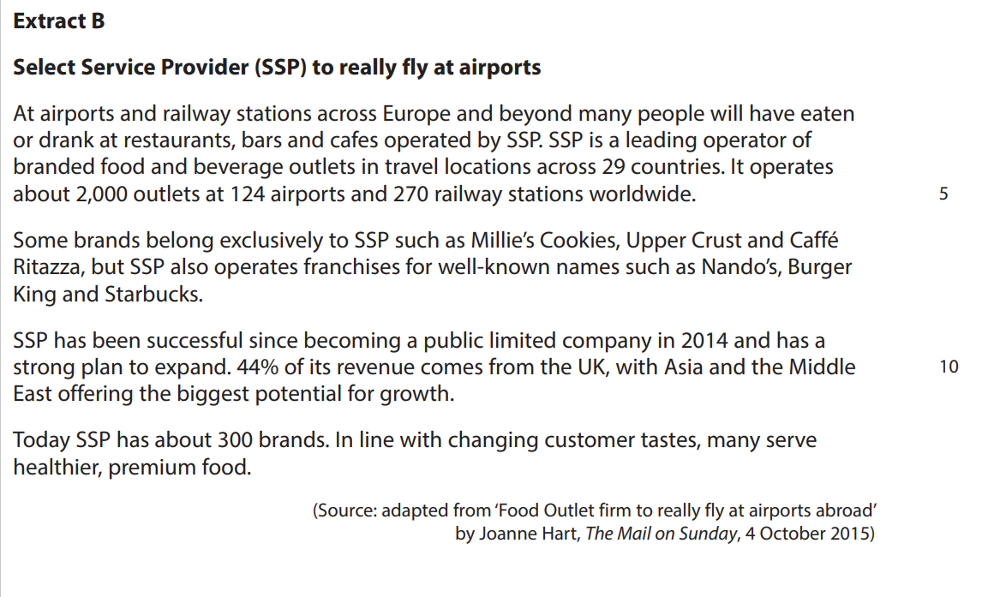 Extract B
Select Service Provider (SSP) to really fly at airports
At airports and railway stations across Europe and beyond many people will have eaten
or drank at restaurants, bars and cafes operated by SSP. SSP is a leading operator of
branded food and beverage outlets in travel locations across 29 countries. It operates
about 2,000 outlets at 124 airports and 270 railway stations worldwide. 5
Some brands belong exclusively to SSP such as Millie’s Cookies, Upper Crust and Caffé
Ritazza, but SSP also operates franchises for well-known names such as Nando’s, Burger
King and Starbucks.
SSP has been successful since becoming a public limited company in 2014 and has a
strong plan to expand. 44% of its revenue comes from the UK, with Asia and the Middle 10
East offering the biggest potential for growth.
Today SSP has about 300 brands. In line with changing customer tastes, many serve
healthier, premium food.
(Source: adapted from ‘Food Outlet firm to really fly at airports abroad’
by Joanne Hart, The Mail on Sunday, 4 October 2015)